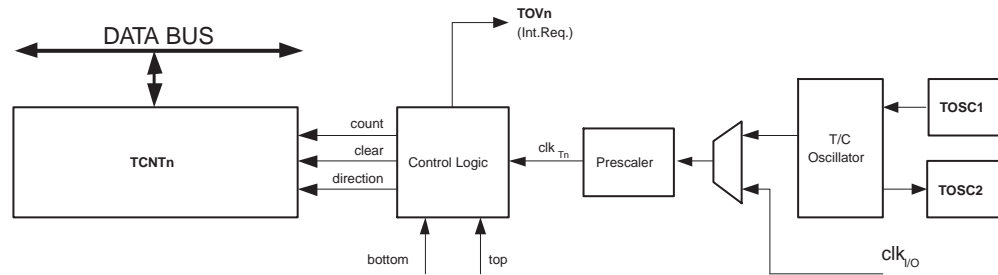 DATA BUS
TOVn
(Int.Req.)
TCNTn
count
clear
direction
Control Logic
clk Tn
Prescaler
T/C
Oscillator
TOSC1
TOSC2
bottom
top
clk I/O